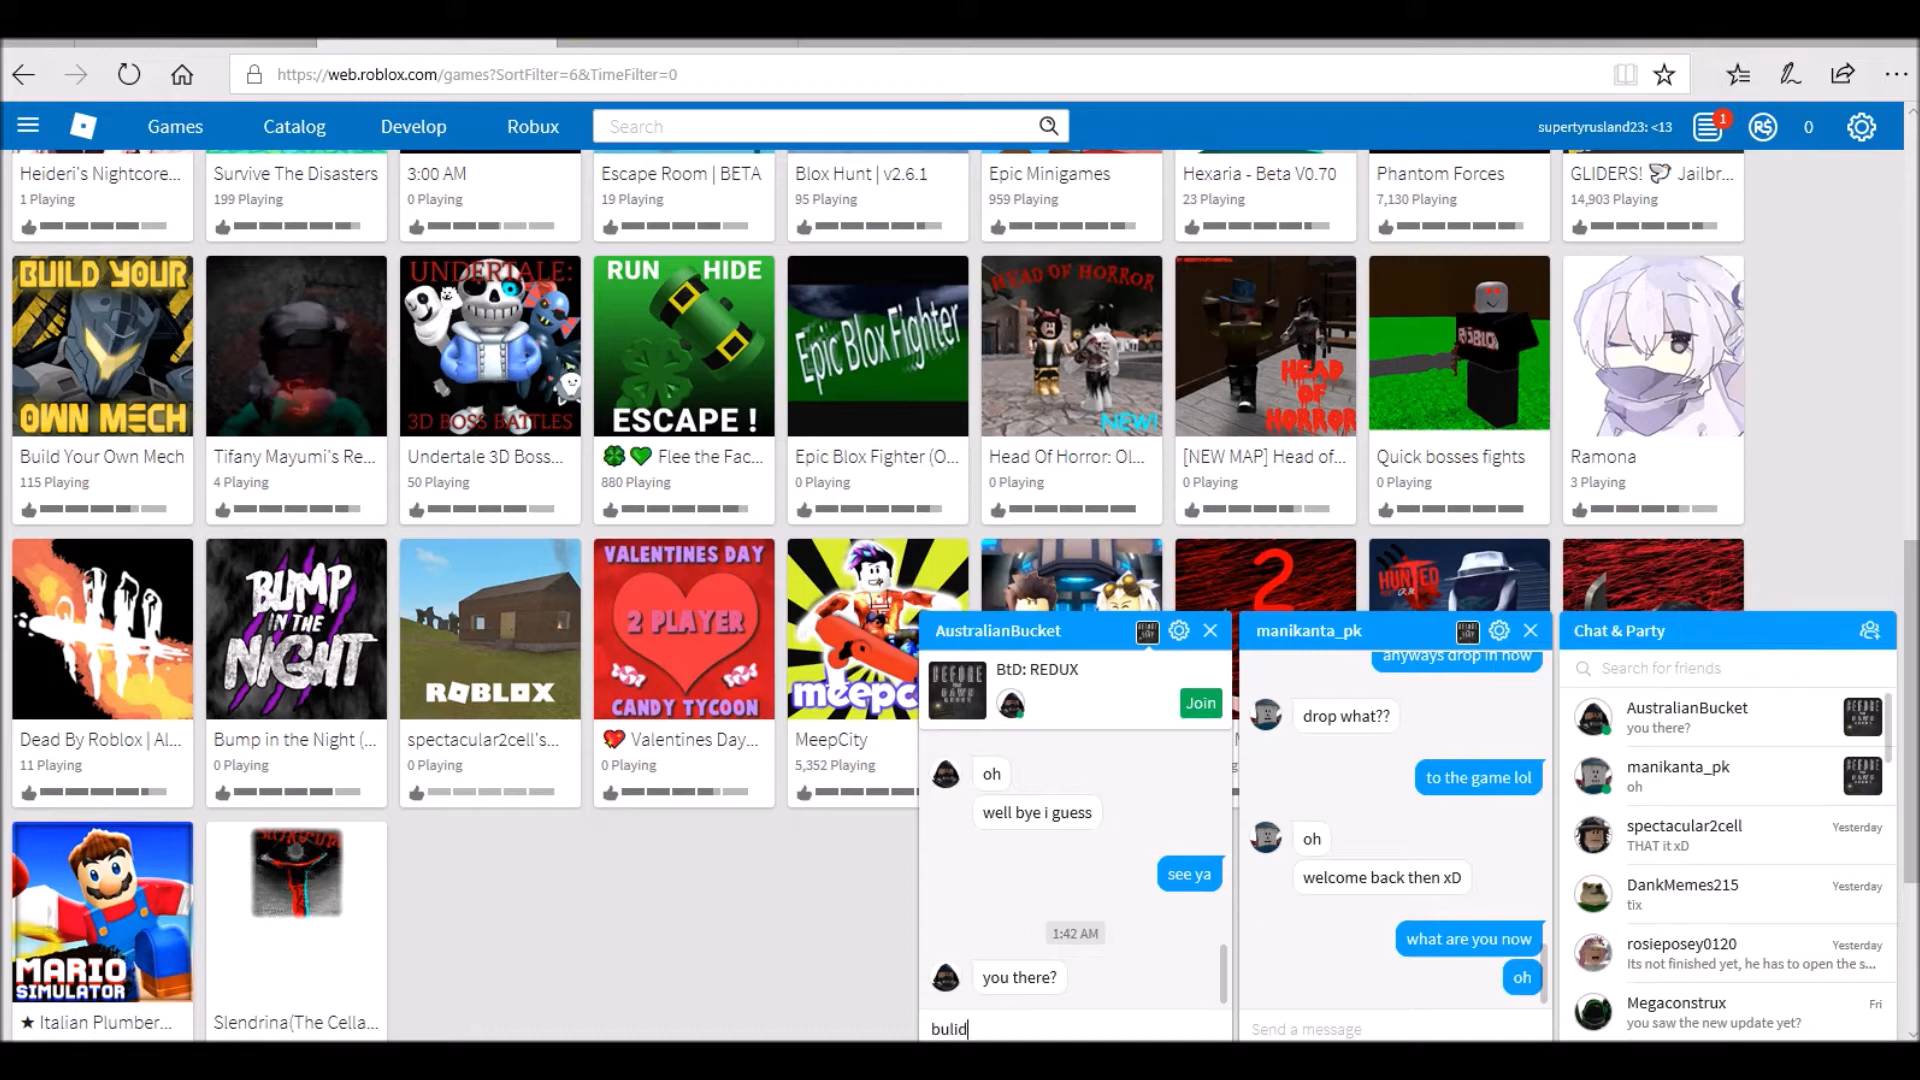 https://web.roblox.com/games?SortFilter=6&TimeFilter=0
Games
Catalog
Develop
Robux
Search
supertyrusland23: <13
1
R$
0
Heideri's Nightcore...
1 Playing
Survive The Disasters
199 Playing
3:00 AM
0 Playing
Escape Room | BETA
19 Playing
Blox Hunt | v2.6.1
95 Playing
Epic Minigames
959 Playing
Hexaria - Beta V0.70
23 Playing
Phantom Forces
7,130 Playing
GLIDERS! 🕊 Jailbr...
14,903 Playing
BUILD YOUR
OWN MECH
Build Your Own Mech
115 Playing
Tifany Mayumi's Re...
4 Playing
UNDERTALE:
3D BOSS BATTLES
Undertale 3D Boss...
50 Playing
RUN HIDE
ESCAPE !
🍀 💚 Flee the Fac...
880 Playing
Epic Blox Fighter
Epic Blox Fighter (O...
0 Playing
HEAD OF HORROR
NEW!
Head Of Horror: Ol...
0 Playing
HEAD
OF
HORROR
[NEW MAP] Head of...
0 Playing
ROBLOX
Quick bosses fights
0 Playing
Ramona
3 Playing
Dead By Roblox | Al...
11 Playing
BUMP
IN THE
NIGHT
Bump in the Night (...
0 Playing
ROBLOX
spectacular2cell's...
0 Playing
VALENTINES DAY
2 PLAYER
CANDY TYCOON
💖 Valentines Day...
0 Playing
meepc
MeepCity
5,352 Playing
2
HUNTED
MARIO
SIMULATOR
★ Italian Plumber...
Slendrina(The Cella...
AustralianBucket
BEFORE
DAWN
BtD: REDUX
Join
oh
well bye i guess
see ya
1:42 AM
you there?
bulid
manikanta_pk
anyways drop in now
drop what??
to the game lol
oh
welcome back then xD
what are you now
oh
Send a message
Chat & Party
Search for friends
AustralianBucket
you there?
manikanta_pk
oh
spectacular2cell
Yesterday
THAT it xD
DankMemes215
Yesterday
tix
rosieposey0120
Yesterday
Its not finished yet, he has to open the s...
Megaconstrux
Fri
you saw the new update yet?